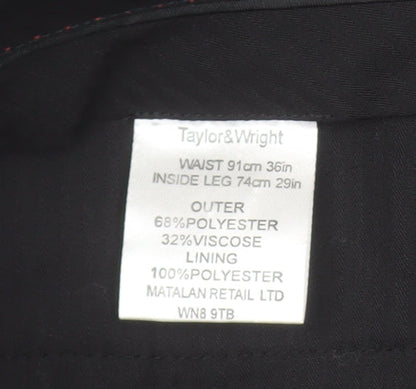 Taylor&Wright
WAIST 91cm 36in
INSIDE LEG 74cm 29in
OUTER
68%POLYESTER
32%VISCOSE
LINING
100%POLYESTER
MATALAN RETAIL LTD
WN8 9TB